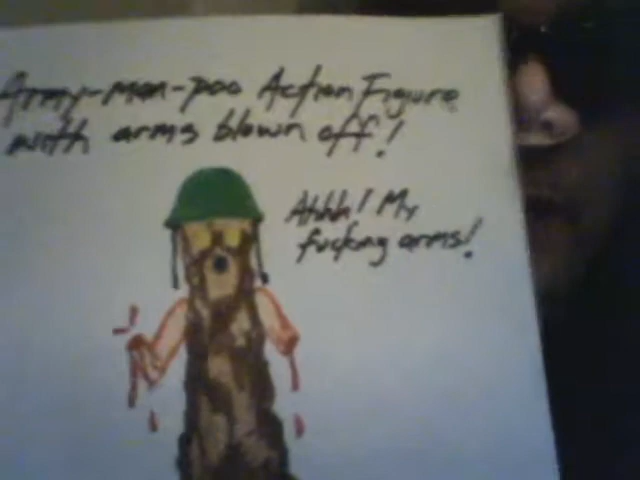 Army-man-poo Action Figure
with arms blown off!
Ahhh! My
fucking arms!